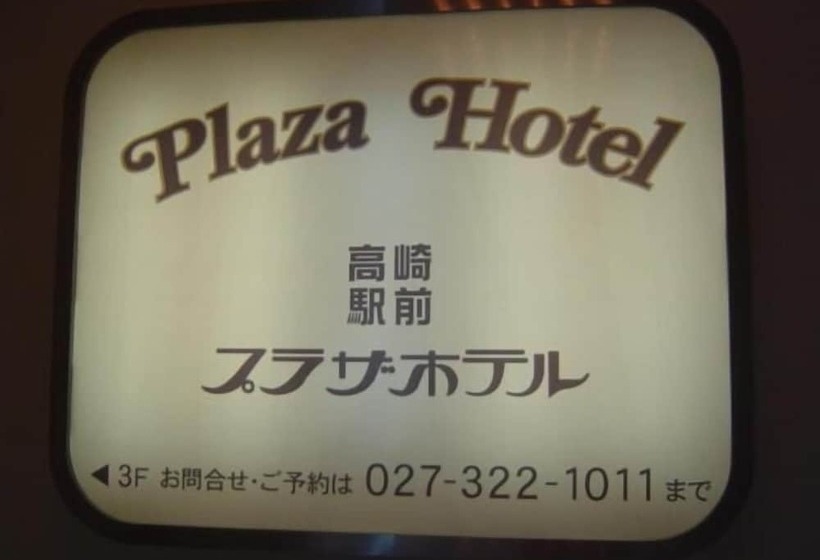 Plaza Hotel
高崎
駅前
プラザホテル
◀3F お問合せ・ご予約は 027-322-1011 まで